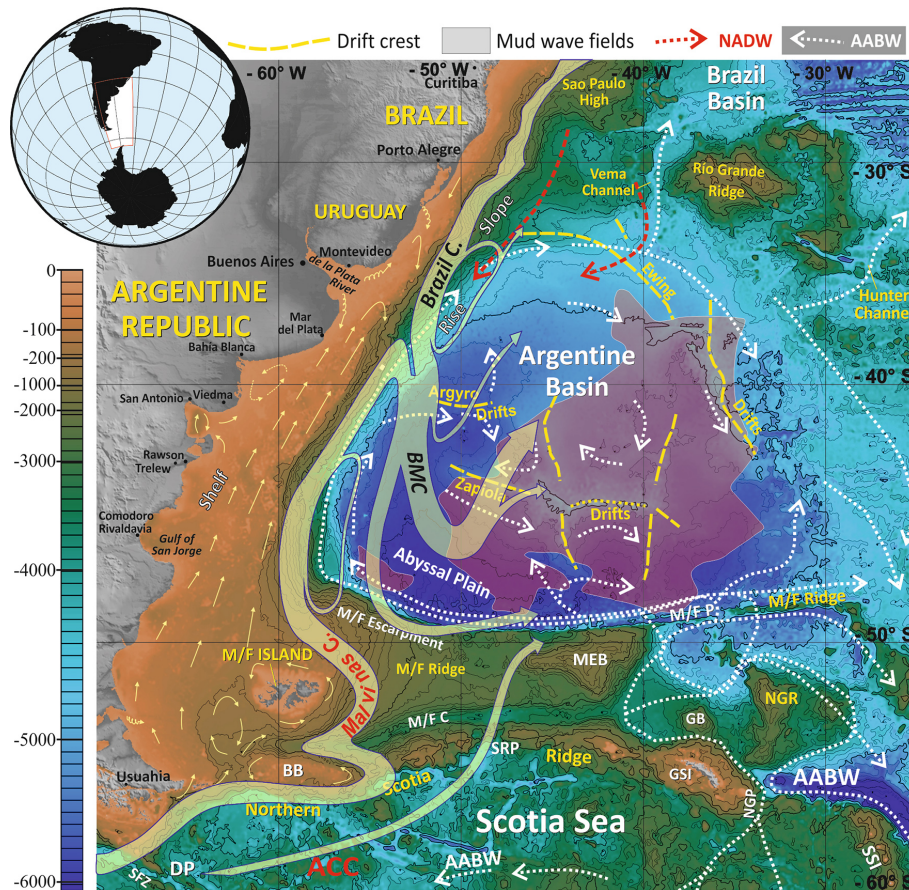 Drift crest
Mud wave fields
NADW
AABW
- 60° W
- 50° W
- 40° W
- 30° W
Curitiba
Sao Paulo
High
Brazil
Basin
BRAZIL
Porto Alegre
Vema
Channel
Rio Grande
Ridge
- 30° S
URUGUAY
Slope
Montevideo
Buenos Aires
de la Plata
River
Brazil C.
Rise
Ewing
Hunter
Channel
0
-100
-200
-1000
-2000
-3000
-4000
-5000
-6000
ARGENTINE
REPUBLIC
Mar
del Plata
Bahia Blanca
Argentine
Basin
- 40° S
San Antonio
Viedma
Argyro
Drifts
Drifts
Rawson
Trelew
BMC
Zapiola
Drifts
Shelf
Comodoro
Rivaldavia
Gulf of
San Jorge
Abyssal Plain
M/F Escarpment
M/F P.
M/F Ridge
- 50° S
M/F ISLAND
Malvinas C.
M/F Ridge
MEB
NGR
GB
M/F C
SRP
Ridge
GSI
BB
Scotia
Northern
Usuahia
NGP
AABW
Scotia Sea
SFZ
DP
ACC
AABW
SSI
- 60° S